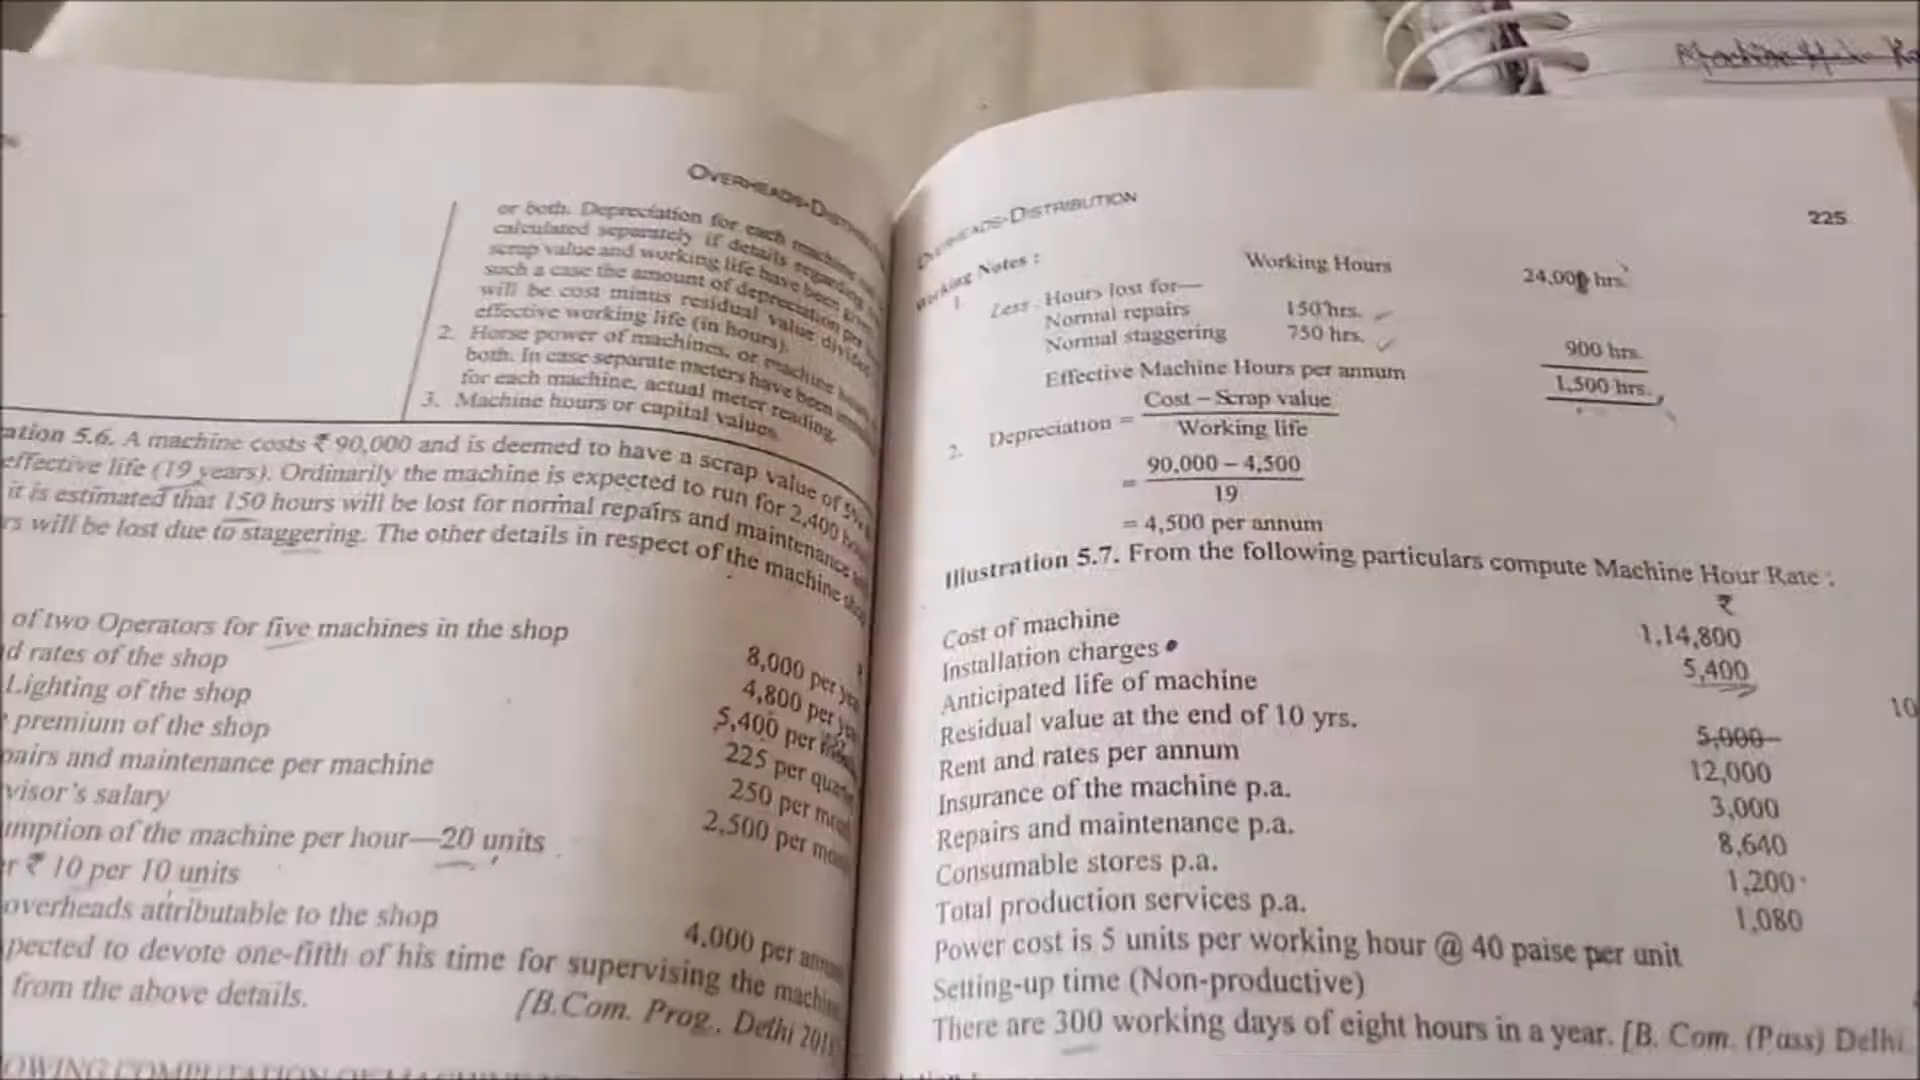 OVERHEADS-DISTRIBUTION
or both. Depreciation for each machine
calculated separately if details regarding
scrap value and working life have been given
such a case the amount of depreciation per
will be cost minus residual value divided
effective working life (in hours).
2. Horse power of machines, or machine
both. In case separate meters have been
for each machine, actual meter reading.
3. Machine hours or capital values
ation 5.6. A machine costs ₹ 90,000 and is deemed to have a scrap value of 5%
effective life (19 years). Ordinarily the machine is expected to run for 2,400
it is estimated that 150 hours will be lost for normal repairs and maintenance
rs will be lost due to staggering. The other details in respect of the machine shop
of two Operators for five machines in the shop 8,000 per year
d rates of the shop 4,800 per year
Lighting of the shop 5,400 per
premium of the shop 225 per quarter
pairs and maintenance per machine 250 per month
visor's salary 2,500 per month
umption of the machine per hour—20 units
r ₹ 10 per 10 units
overheads attributable to the shop 4,000 per annum
pected to devote one-fifth of his time for supervising the machine
from the above details. [B.Com. Prog., Delhi
OVERHEADS-DISTRIBUTION 225
Working Notes :
1. Working Hours 24,000 hrs.
Less : Hours lost for—
Normal repairs 150 hrs.
Normal staggering 750 hrs. 900 hrs.
Effective Machine Hours per annum 1,500 hrs.
2. Depreciation = Cost – Scrap value
Working life
= 90,000 – 4,500
19
= 4,500 per annum
Illustration 5.7. From the following particulars compute Machine Hour Rate :
₹
Cost of machine 1,14,800
Installation charges 5,400
Anticipated life of machine 10
Residual value at the end of 10 yrs. 5,000
Rent and rates per annum 12,000
Insurance of the machine p.a. 3,000
Repairs and maintenance p.a. 8,640
Consumable stores p.a. 1,200
Total production services p.a. 1,080
Power cost is 5 units per working hour @ 40 paise per unit
Setting-up time (Non-productive)
There are 300 working days of eight hours in a year. [B. Com. (Pass) Delhi